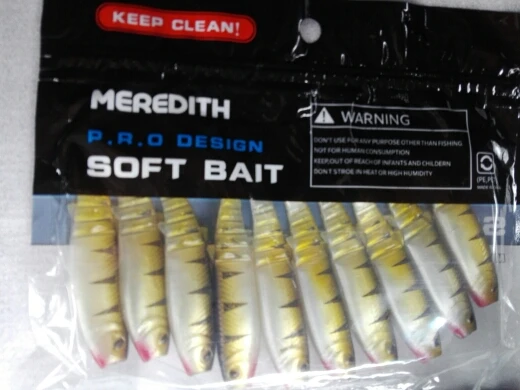 KEEP CLEAN!
MEREDITH
P.R.O DESIGN
SOFT BAIT
WARNING
DON'T USE FOR ANY PURPOSE OTHER THAN FISHING
NOT FOR HUMAN CONSUMPTION
KEEP,OUT OF REACH OF INFANTS AND CHILDERN
DON'T STROE IN HEAT OR HIGH HUMIDITY